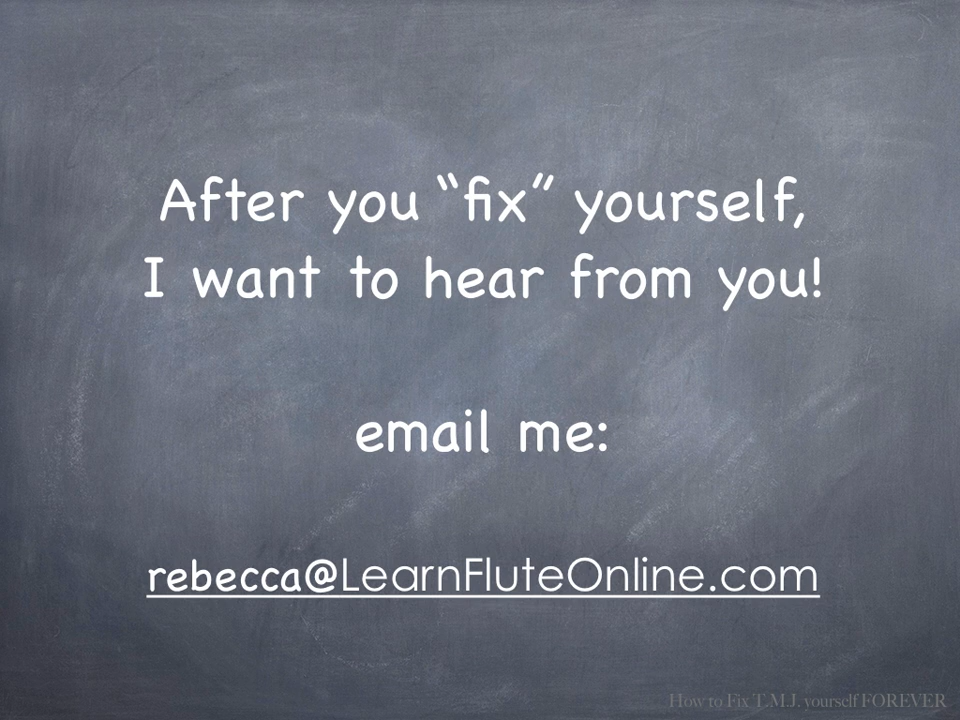 After you “fix” yourself,
I want to hear from you!
email me:
rebecca@LearnFluteOnline.com
How to Fix T.M.J. yourself FOREVER